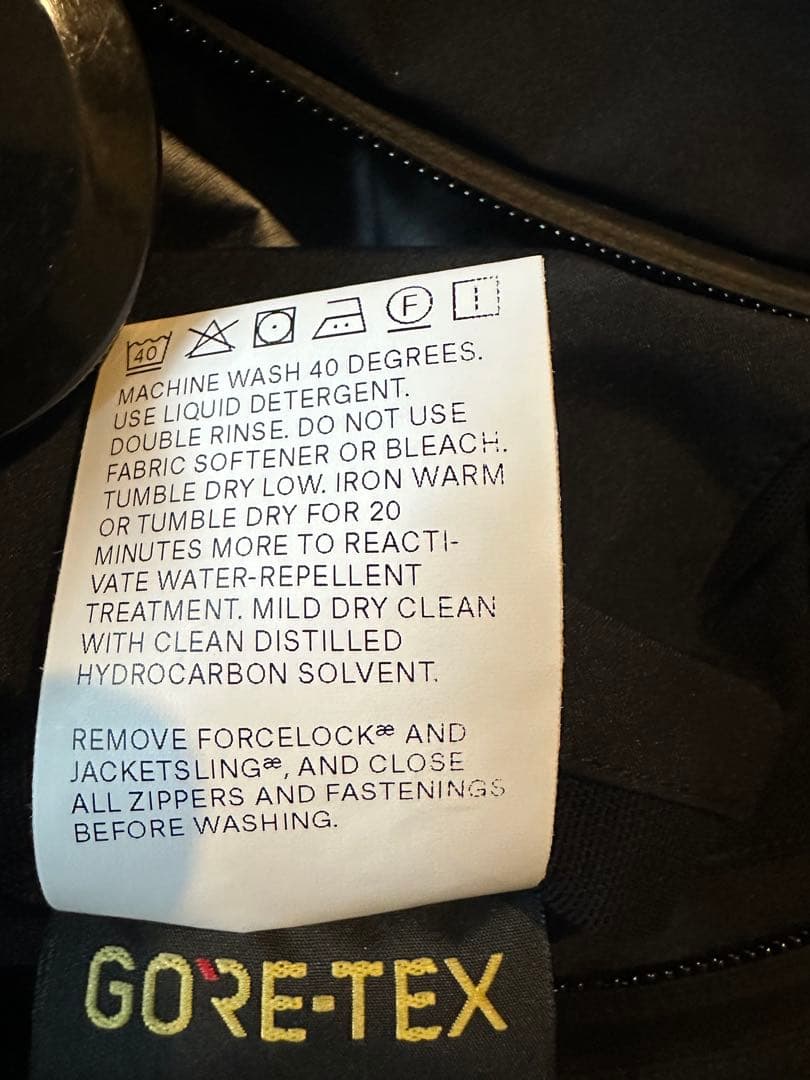 40 F
MACHINE WASH 40 DEGREES.
USE LIQUID DETERGENT.
DOUBLE RINSE. DO NOT USE
FABRIC SOFTENER OR BLEACH.
TUMBLE DRY LOW. IRON WARM
OR TUMBLE DRY FOR 20
MINUTES MORE TO REACTI-
VATE WATER-REPELLENT
TREATMENT. MILD DRY CLEAN
WITH CLEAN DISTILLED
HYDROCARBON SOLVENT.
REMOVE FORCELOCKæ AND
JACKETSLINGæ, AND CLOSE
ALL ZIPPERS AND FASTENINGS
BEFORE WASHING.
GORE-TEX